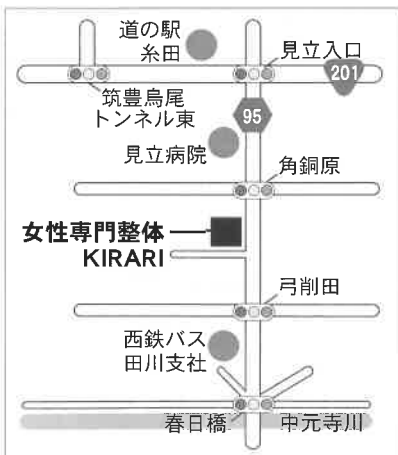 道の駅
糸田
見立入口
201
筑豊烏尾
トンネル東
95
見立病院
角銅原
女性専門整体
KIRARI
弓削田
西鉄バス
田川支社
春日橋
中元寺川